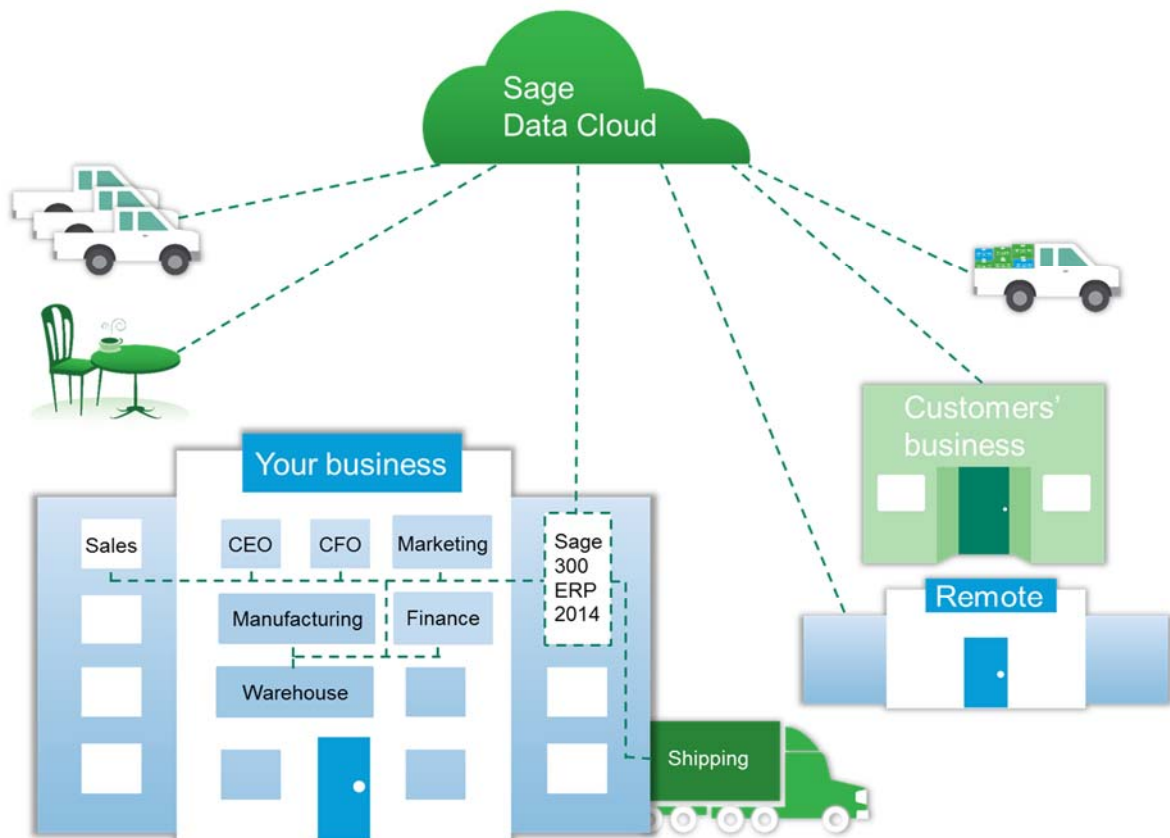 Sage
Data Cloud
Customers'
business
Your business
Sales
CEO
CFO
Marketing
Sage
300
ERP
2014
Manufacturing
Finance
Remote
Warehouse
Shipping